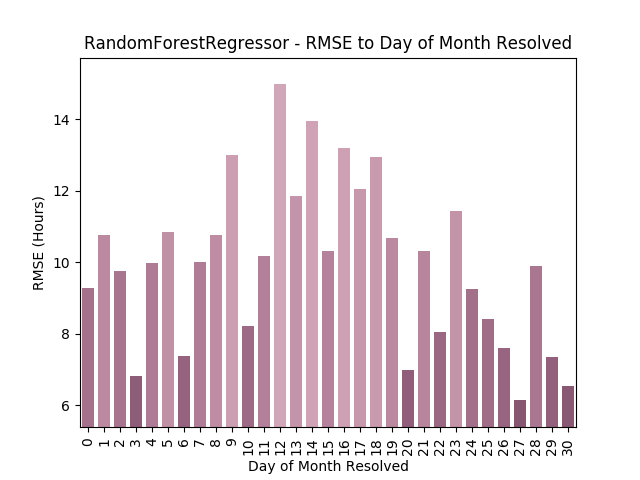 RandomForestRegressor - RMSE to Day of Month Resolved
14
12
10
8
6
RMSE (Hours)
0 1 2 3 4 5 6 7 8 9 10 11 12 13 14 15 16 17 18 19 20 21 22 23 24 25 26 27 28 29 30
Day of Month Resolved